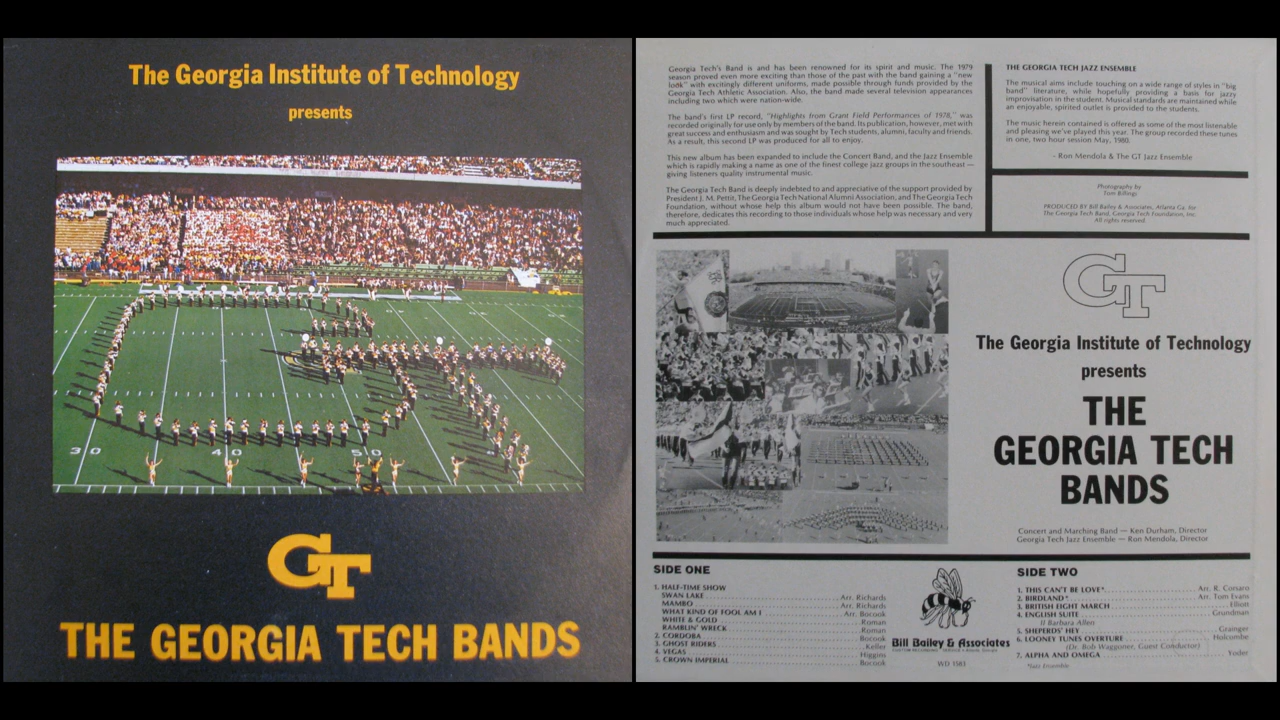 The Georgia Institute of Technology
presents
30
40
50
GT
THE GEORGIA TECH BANDS
Georgia Tech's Band is and has been renowned for its spirit and music. The 1979
season proved even more exciting than those of the past with the band gaining a "new
look" with excitingly different uniforms, made possible through funds provided by the
Georgia Tech Athletic Association. Also, the band made several television appearances
including two which were nation-wide.
The band's first LP record, "Highlights from Grant Field Performances of 1978," was
recorded originally for use only by members of the band. Its publication, however, met with
great success and enthusiasm and was sought by Tech students, alumni, faculty and friends.
As a result, this second LP was produced for all to enjoy.
This new album has been expanded to include the Concert Band, and the Jazz Ensemble
which is rapidly making a name as one of the finest college jazz groups in the southeast —
giving listeners quality instrumental music.
The Georgia Tech Band is deeply indebted to and appreciative of the support provided by
President J. M. Pettit, The Georgia Tech National Alumni Association, and The Georgia Tech
Foundation, without whose help this album would not have been possible. The band,
therefore, dedicates this recording to those individuals whose help was necessary and very
much appreciated.
THE GEORGIA TECH JAZZ ENSEMBLE
The musical aims include touching on a wide range of styles in "big
band" literature, while hopefully providing a basis for jazzy
improvisation in the student. Musical standards are maintained while
an enjoyable, spirited outlet is provided to the students.
The music herein contained is offered as some of the most listenable
and pleasing we've played this year. The group recorded these tunes
in one, two hour session May, 1980.
– Ron Mendola & The GT Jazz Ensemble
Photography by
Tom Billings
PRODUCED BY Bill Bailey & Associates, Atlanta Ga. for
The Georgia Tech Band, Georgia Tech Foundation, Inc.
All rights reserved.
GT
The Georgia Institute of Technology
presents
THE
GEORGIA TECH
BANDS
Concert and Marching Band — Ken Durham, Director
Georgia Tech Jazz Ensemble — Ron Mendola, Director
SIDE ONE
1. HALF-TIME SHOW
SWAN LAKE Arr. Richards
MAMBO Arr. Richards
WHAT KIND OF FOOL AM I Arr. Bocook
WHITE & GOLD Roman
RAMBLIN' WRECK Roman
2. CORDOBA Bocook
3. GHOST RIDERS Keller
4. VEGAS Higgins
5. CROWN IMPERIAL Bocook
Bill Bailey & Associates
WD 1583
SIDE TWO
1. THIS CAN'T BE LOVE* Arr. R. Corsaro
2. BIRDLAND* Arr. Tom Evans
3. BRITISH EIGHT MARCH Elliott
4. ENGLISH SUITE Grundman
II Barbara Allen
5. SHEPERDS' HEY Grainger
6. LOONEY TUNES OVERTURE Holcombe
(Dr. Bob Waggoner, Guest Conductor)
7. ALPHA AND OMEGA Yoder
*Jazz Ensemble